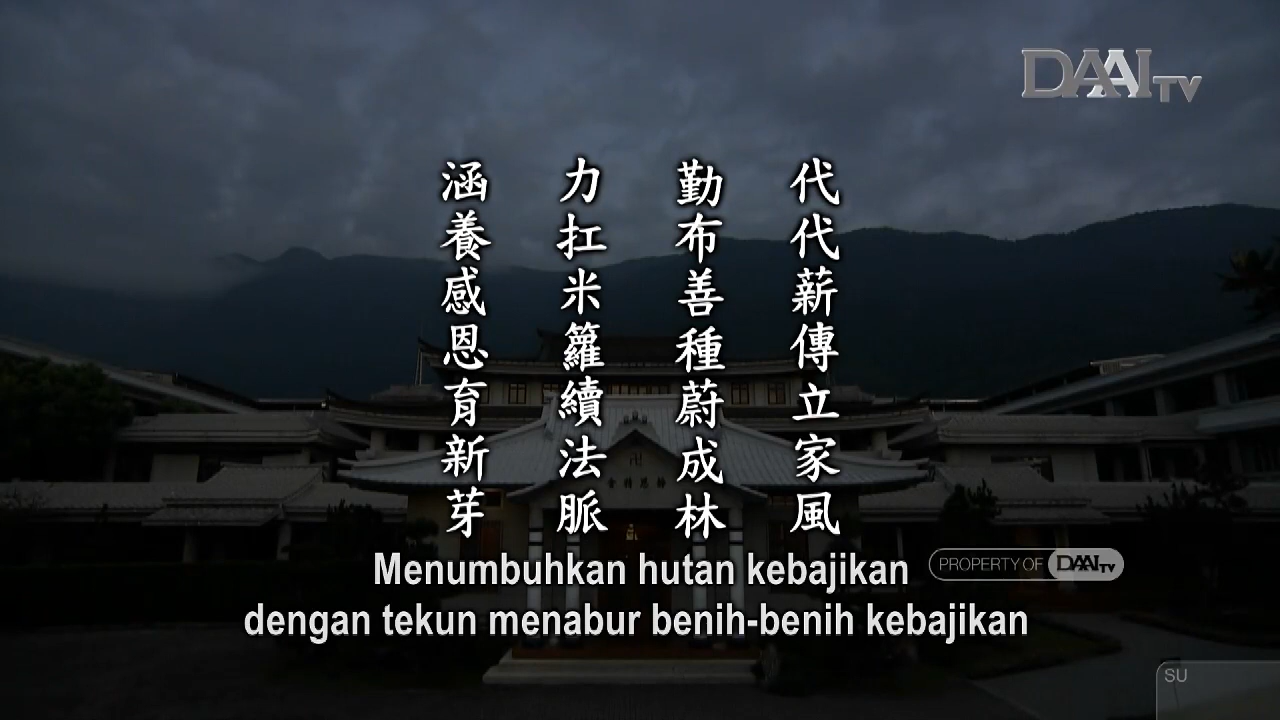 DAAI TV
代代薪傳立家風
勤布善種蔚成林
力扛米籮續法脈
涵養感恩育新芽
Menumbuhkan hutan kebajikan
dengan tekun menabur benih-benih kebajikan
PROPERTY OF DAAI TV
SU